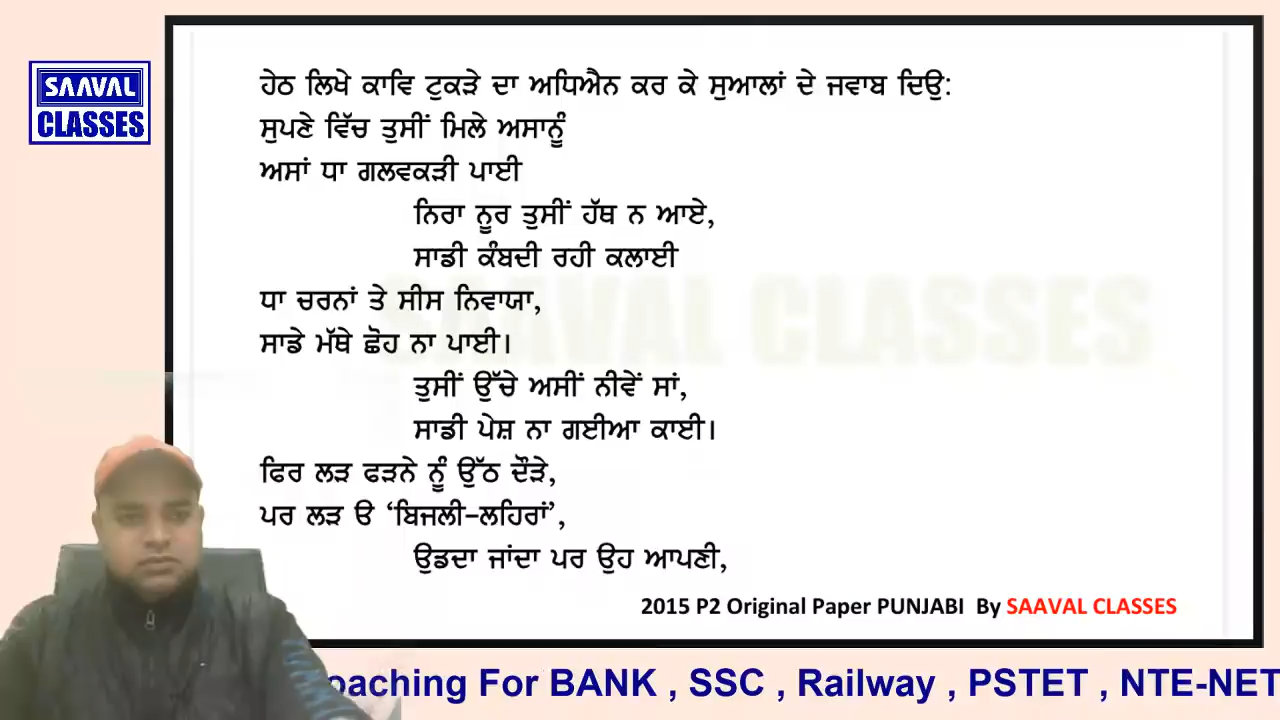 SAAVAL
CLASSES
ਹੇਠ ਲਿਖੇ ਕਾਵਿ ਟੁਕੜੇ ਦਾ ਅਧਿਐਨ ਕਰ ਕੇ ਸੁਆਲਾਂ ਦੇ ਜਵਾਬ ਦਿਉ:
ਸੁਪਣੇ ਵਿੱਚ ਤੁਸੀਂ ਮਿਲੇ ਅਸਾਨੂੰ
ਅਸਾਂ ਧਾ ਗਲਵਕੜੀ ਪਾਈ
ਨਿਰਾ ਨੂਰ ਤੁਸੀਂ ਹੱਥ ਨ ਆਏ,
ਸਾਡੀ ਕੰਬਦੀ ਰਹੀ ਕਲਾਈ
ਧਾ ਚਰਨਾਂ ਤੇ ਸੀਸ ਨਿਵਾਯਾ,
ਸਾਡੇ ਮੱਥੇ ਛੋਹ ਨਾ ਪਾਈ।
ਤੁਸੀਂ ਉੱਚੇ ਅਸੀਂ ਨੀਵੇਂ ਸਾਂ,
ਸਾਡੀ ਪੇਸ਼ ਨਾ ਗਈਆ ਕਾਈ।
ਫਿਰ ਲੜ ਫੜਨੇ ਨੂੰ ਉੱਠ ਦੌੜੇ,
ਪਰ ਲੜ ੳ ‘ਬਿਜਲੀ-ਲਹਿਰਾਂ’,
ਉਡਦਾ ਜਾਂਦਾ ਪਰ ਉਹ ਆਪਣੀ,
2015 P2 Original Paper PUNJABI By SAAVAL CLASSES
SAAVAL CLASSES
oaching For BANK , SSC , Railway , PSTET , NTE-NET